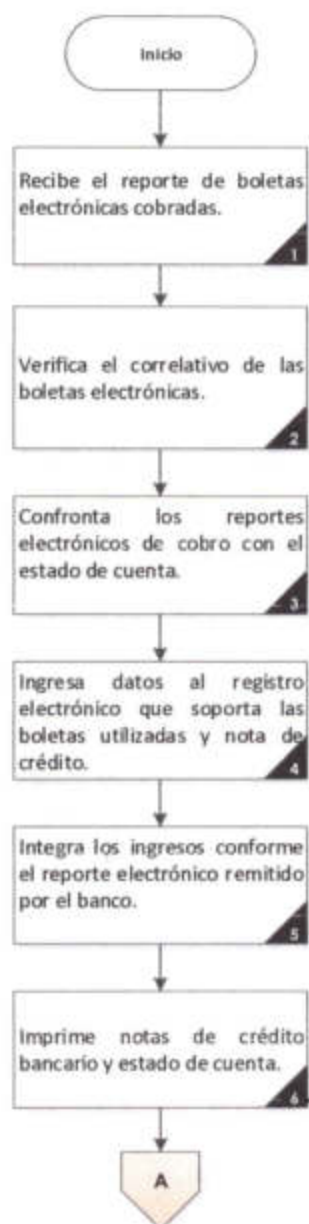 Inicio
Recibe el reporte de boletas
electrónicas cobradas.
1
Verifica el correlativo de las
boletas electrónicas.
2
Confronta los reportes
electrónicos de cobro con el
estado de cuenta.
3
Ingresa datos al registro
electrónico que soporta las
boletas utilizadas y nota de
crédito.
4
Integra los ingresos conforme
el reporte electrónico remitido
por el banco.
5
Imprime notas de crédito
bancario y estado de cuenta.
6
A